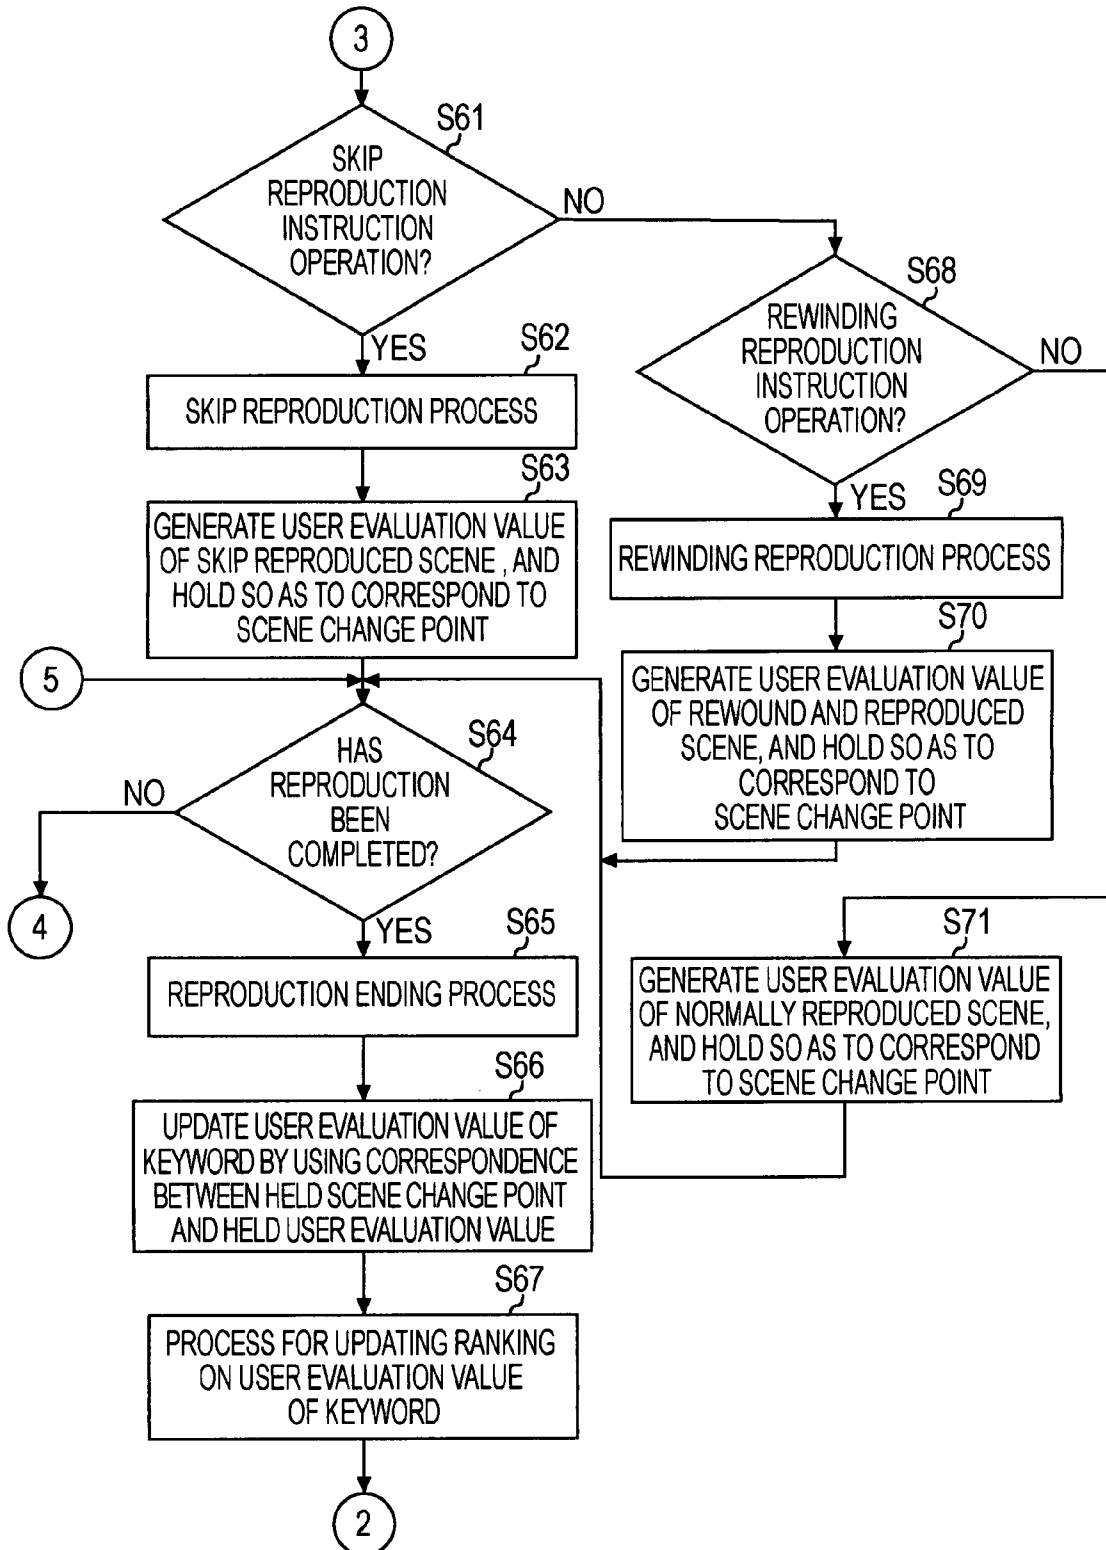 3
S61
SKIP
REPRODUCTION
INSTRUCTION
OPERATION?
NO
YES
S62
SKIP REPRODUCTION PROCESS
S63
GENERATE USER EVALUATION VALUE
OF SKIP REPRODUCED SCENE , AND
HOLD SO AS TO CORRESPOND TO
SCENE CHANGE POINT
5
S64
HAS
REPRODUCTION
BEEN
COMPLETED?
NO
4
YES
S65
REPRODUCTION ENDING PROCESS
S66
UPDATE USER EVALUATION VALUE OF
KEYWORD BY USING CORRESPONDENCE
BETWEEN HELD SCENE CHANGE POINT
AND HELD USER EVALUATION VALUE
S67
PROCESS FOR UPDATING RANKING
ON USER EVALUATION VALUE
OF KEYWORD
2
S68
REWINDING
REPRODUCTION
INSTRUCTION
OPERATION?
NO
YES
S69
REWINDING REPRODUCTION PROCESS
S70
GENERATE USER EVALUATION VALUE
OF REWOUND AND REPRODUCED
SCENE, AND HOLD SO AS TO
CORRESPOND TO
SCENE CHANGE POINT
S71
GENERATE USER EVALUATION VALUE
OF NORMALLY REPRODUCED SCENE,
AND HOLD SO AS TO CORRESPOND
TO SCENE CHANGE POINT